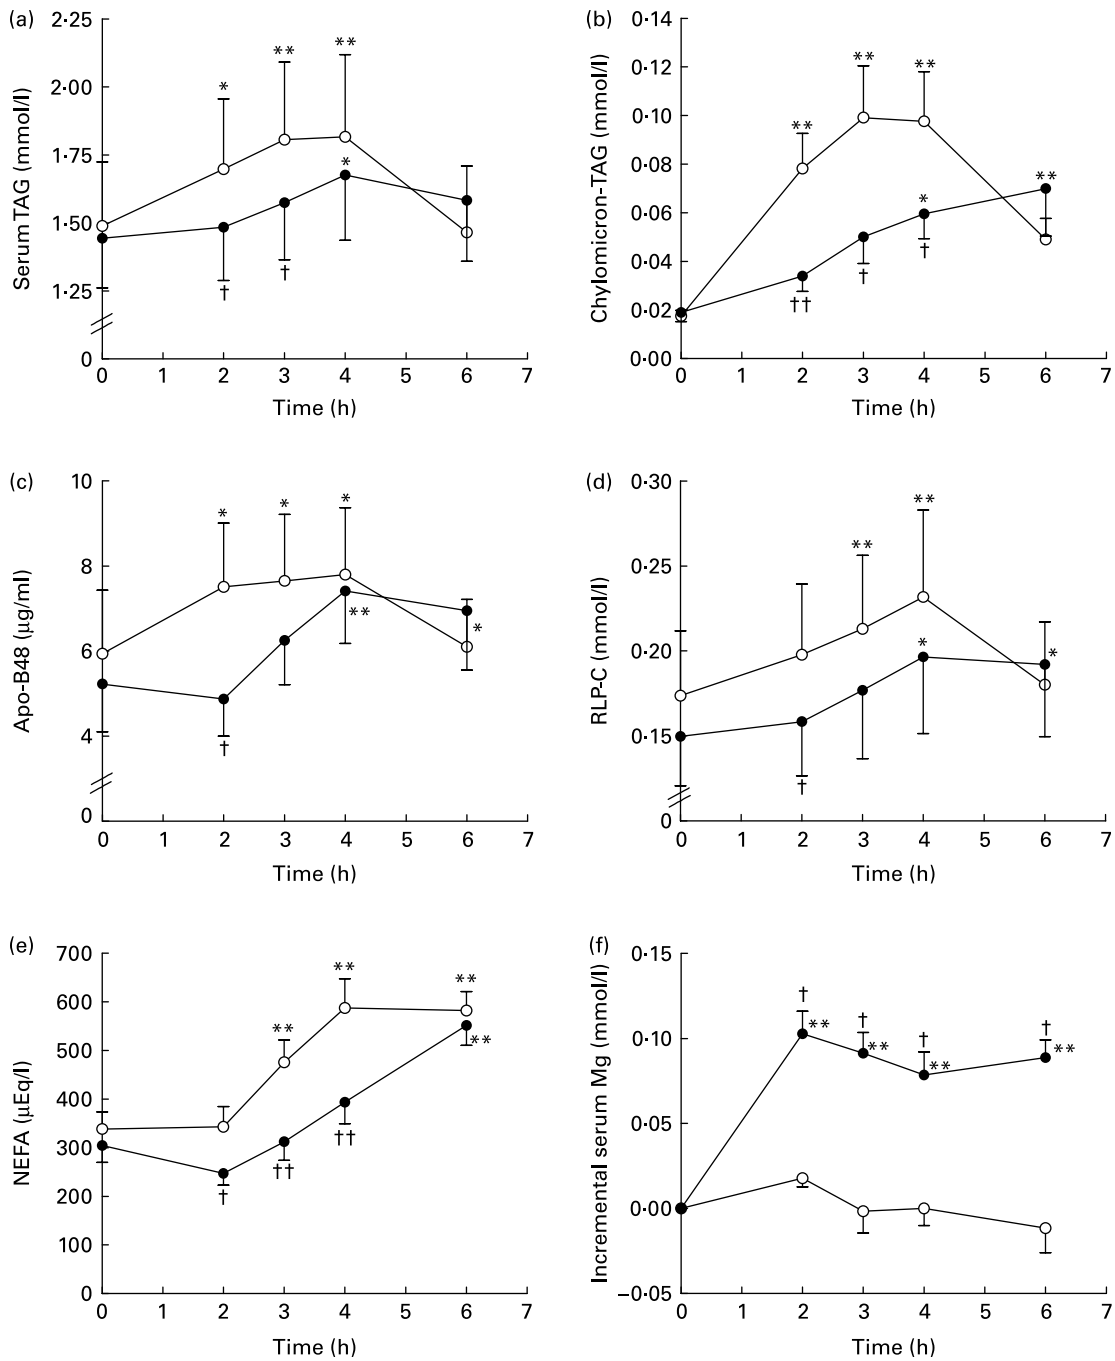 (a)
2·25
2·00
1·75
1·50
1·25
0
Serum TAG (mmol/l)
* ** **
*
† †
0 1 2 3 4 5 6 7
Time (h)
(b)
0·14
0·12
0·10
0·08
0·06
0·04
0·02
0·00
Chylomicron-TAG (mmol/l)
** ** **
* **
†† † †
0 1 2 3 4 5 6 7
Time (h)
(c)
10
8
6
4
0
Apo-B48 (μg/ml)
* * *
** *
†
0 1 2 3 4 5 6 7
Time (h)
(d)
0·30
0·25
0·20
0·15
0
RLP-C (mmol/l)
** **
* *
†
0 1 2 3 4 5 6 7
Time (h)
(e)
700
600
500
400
300
200
100
0
NEFA (μEq/l)
** ** **
**
† †† ††
0 1 2 3 4 5 6 7
Time (h)
(f)
0·15
0·10
0·05
0·00
−0·05
Incremental serum Mg (mmol/l)
† † † †
** ** ** **
0 1 2 3 4 5 6 7
Time (h)